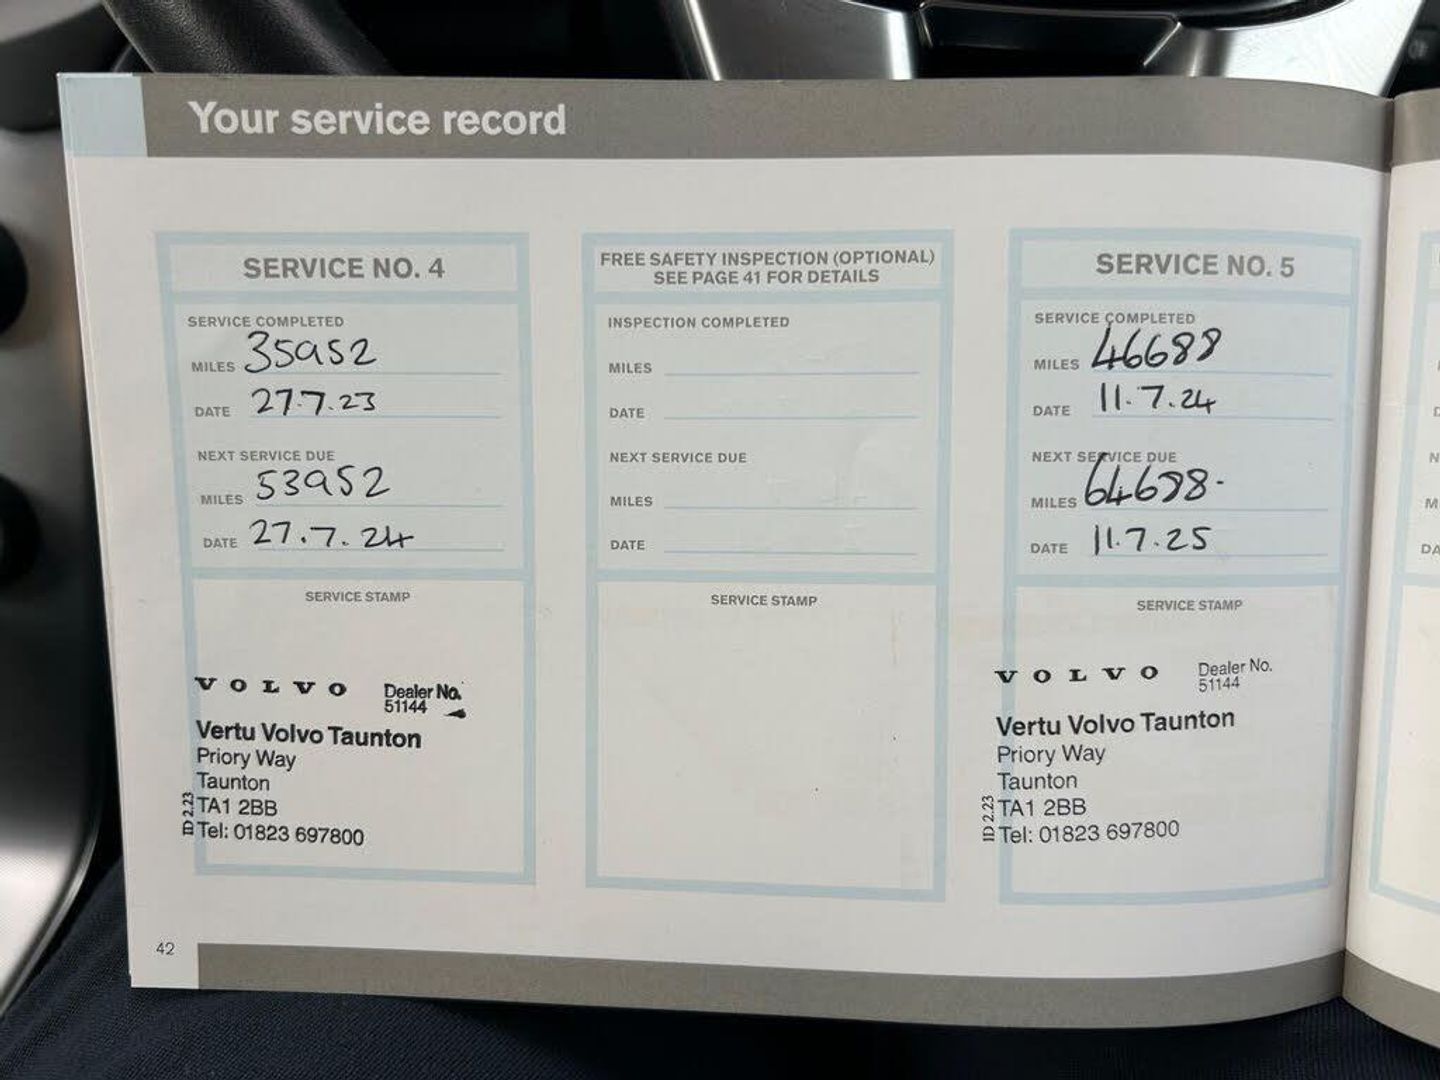 Your service record
SERVICE NO. 4
SERVICE COMPLETED
MILES 35952
DATE 27.7.23
NEXT SERVICE DUE
MILES 53952
DATE 27.7.24
SERVICE STAMP
VOLVO Dealer No.
51144
Vertu Volvo Taunton
Priory Way
Taunton
TA1 2BB
Tel: 01823 697800
ID 2.23
FREE SAFETY INSPECTION (OPTIONAL)
SEE PAGE 41 FOR DETAILS
INSPECTION COMPLETED
MILES
DATE
NEXT SERVICE DUE
MILES
DATE
SERVICE STAMP
SERVICE NO. 5
SERVICE COMPLETED
MILES 46688
DATE 11.7.24
NEXT SERVICE DUE
MILES 64688.
DATE 11.7.25
SERVICE STAMP
VOLVO Dealer No.
51144
Vertu Volvo Taunton
Priory Way
Taunton
TA1 2BB
Tel: 01823 697800
ID 2.23
42